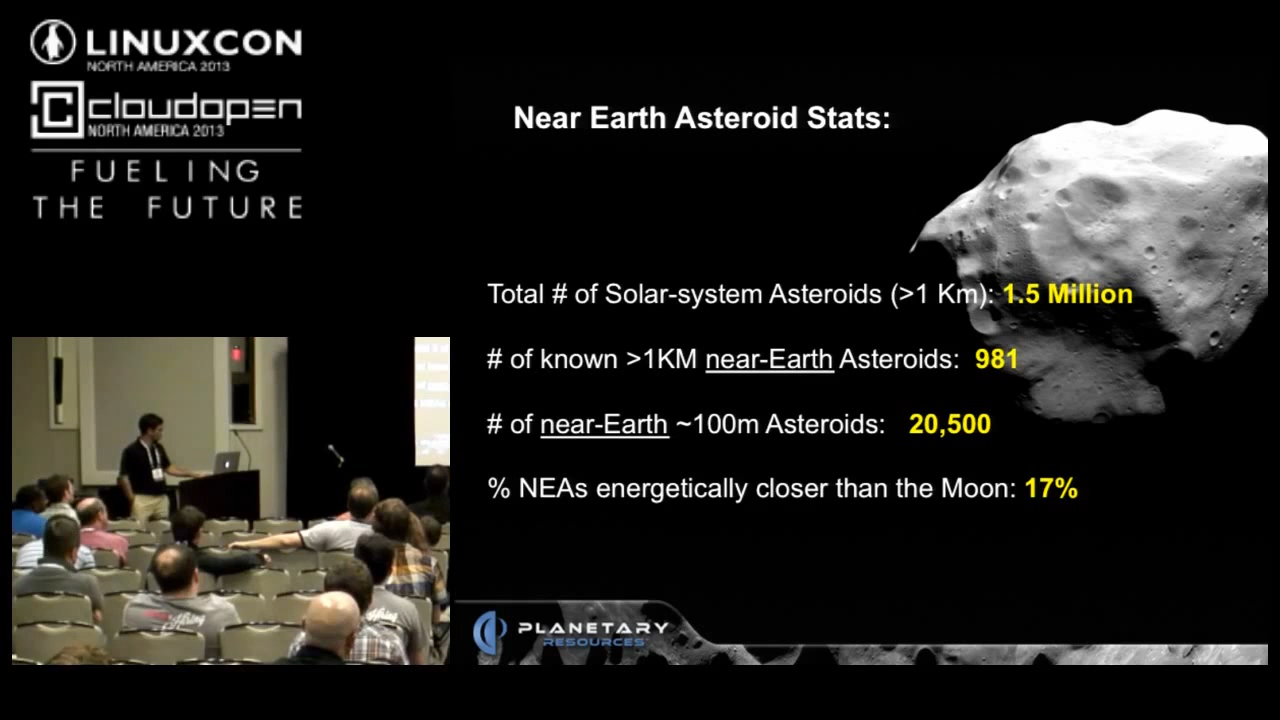 LINUXCON
NORTH AMERICA 2013
cloudopen
NORTH AMERICA 2013
FUELING
THE FUTURE
Near Earth Asteroid Stats:
Total # of Solar-system Asteroids (>1 Km): 1.5 Million
# of known >1KM near-Earth Asteroids: 981
# of near-Earth ~100m Asteroids: 20,500
% NEAs energetically closer than the Moon: 17%
PLANETARY
RESOURCES
Hiring